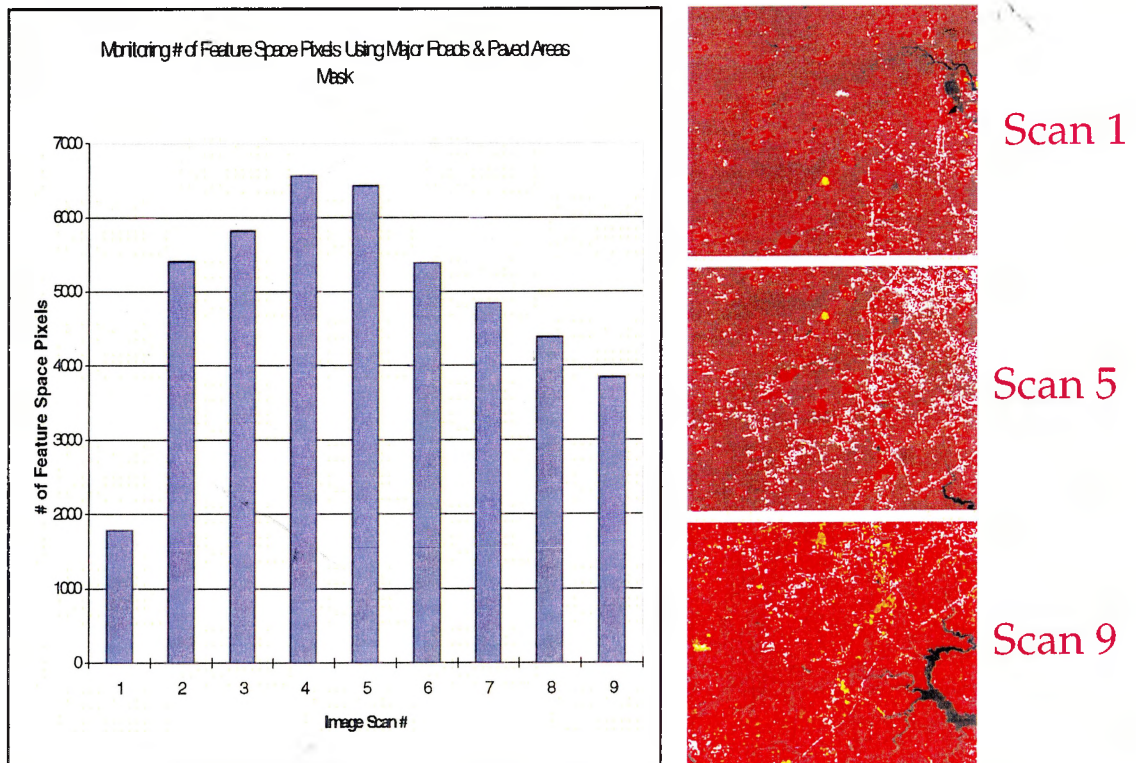 Monitoring # of Feature Space Pixels Using Major Roads & Paved Areas
Mask
7000
6000
5000
4000
3000
2000
1000
0
# of Feature Space Pixels
1 2 3 4 5 6 7 8 9
Image Scan #
Scan 1
Scan 5
Scan 9